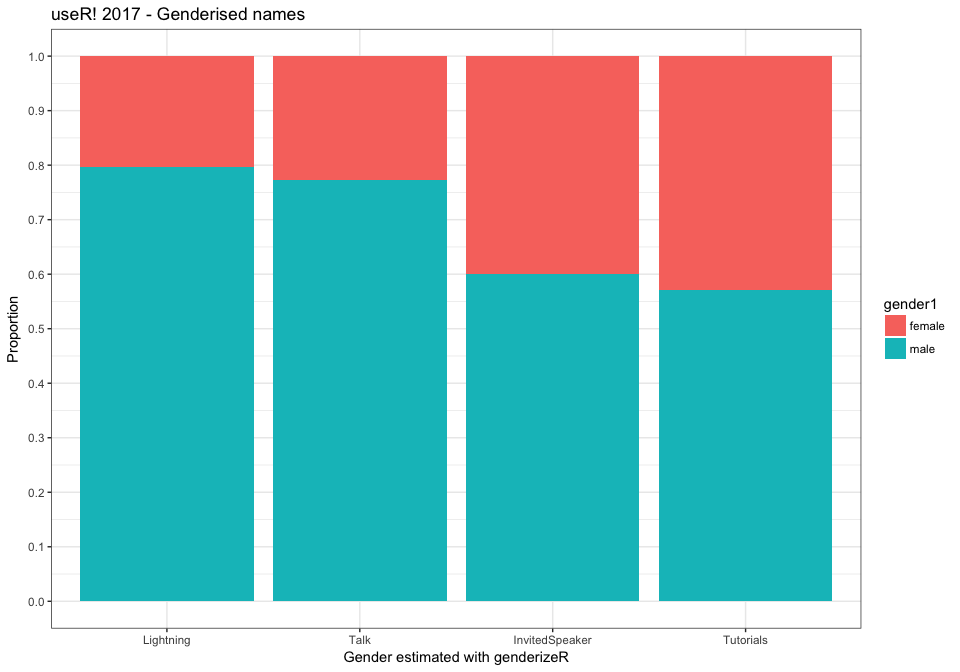 useR! 2017 - Genderised names
Proportion
1.0
0.9
0.8
0.7
0.6
0.5
0.4
0.3
0.2
0.1
0.0
Lightning
Talk
InvitedSpeaker
Tutorials
Gender estimated with genderizeR
gender1
female
male